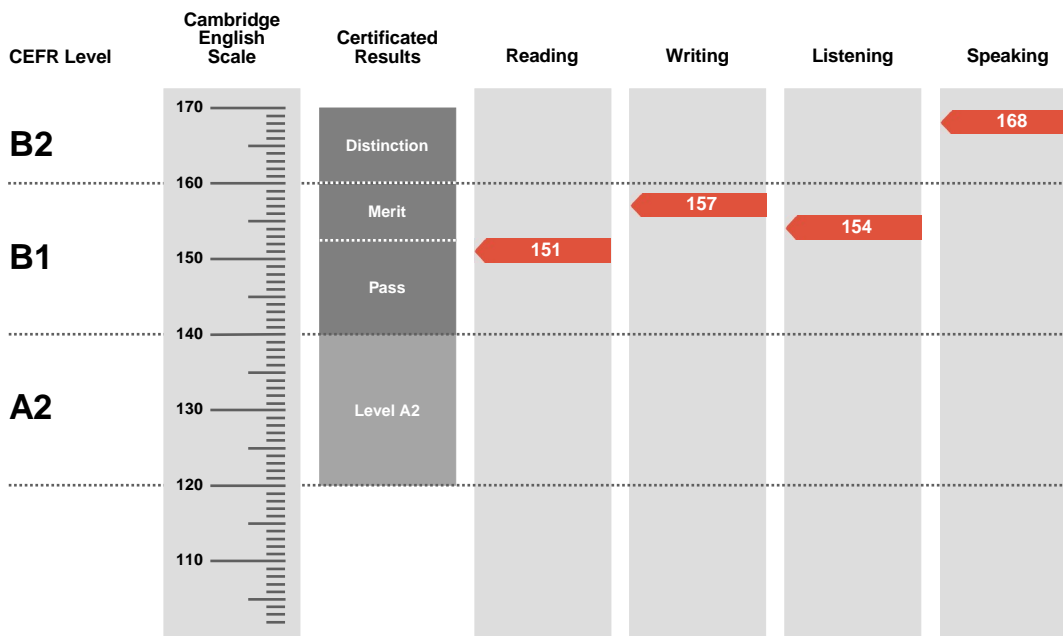 CEFR Level
Cambridge
English
Scale
Certificated
Results
Reading
Writing
Listening
Speaking
170
168
Distinction
B2
160
Merit
157
154
B1
151
150
Pass
140
A2
130
Level A2
120
110